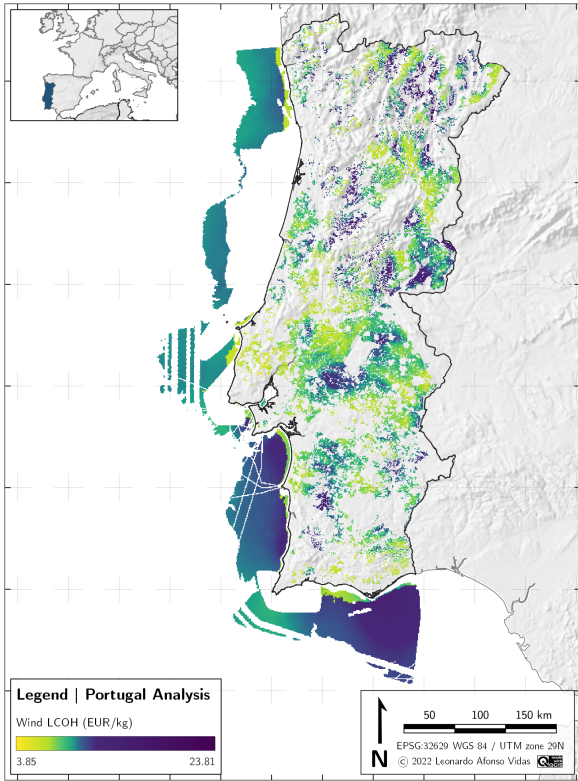 Legend | Portugal Analysis
Wind LCOH (EUR/kg)
3.85 23.81
50 100 150 km
N
EPSG:32629 WGS 84 / UTM zone 29N
© 2022 Leonardo Afonso Vidas